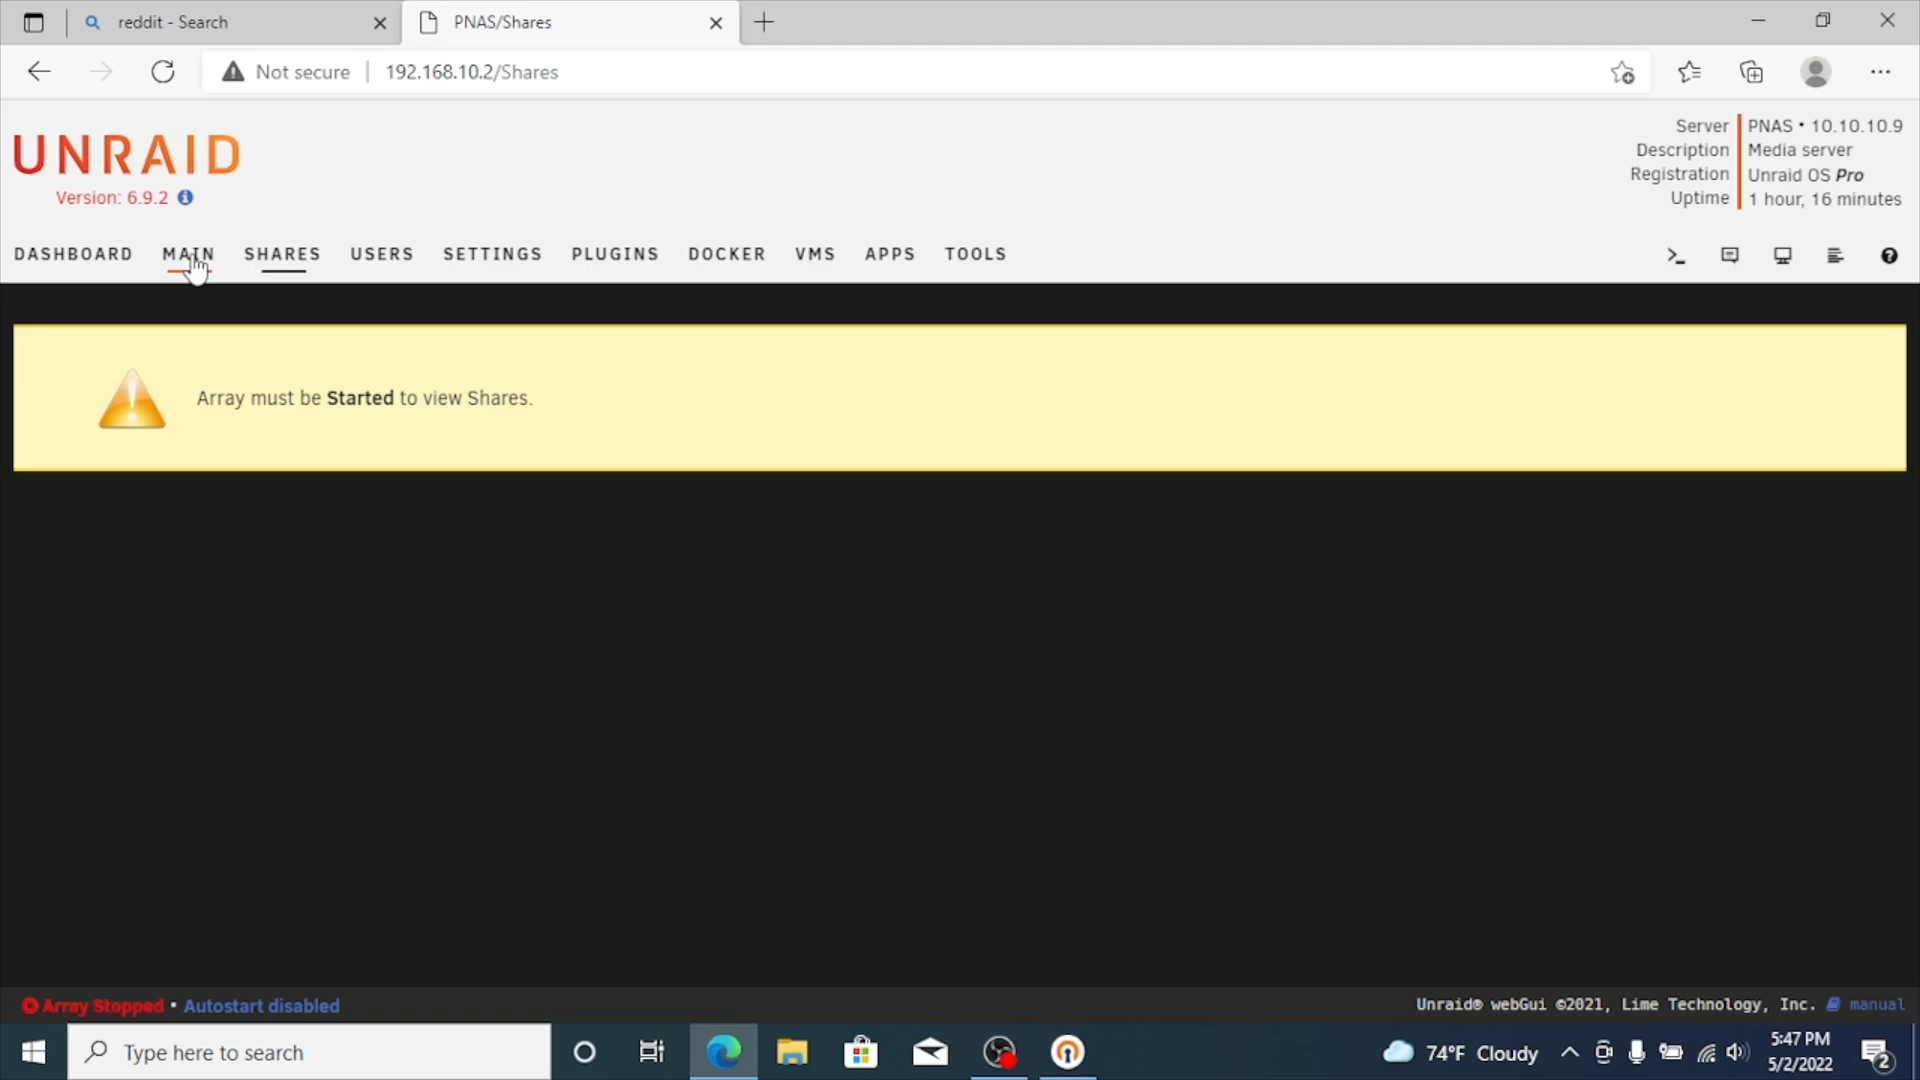 reddit - Search
PNAS/Shares
Not secure
192.168.10.2/Shares
UNRAID
Version: 6.9.2
Server PNAS • 10.10.10.9
Description Media server
Registration Unraid OS Pro
Uptime 1 hour, 16 minutes
DASHBOARD MAIN SHARES USERS SETTINGS PLUGINS DOCKER VMS APPS TOOLS
Array must be Started to view Shares.
Array Stopped • Autostart disabled
Unraid® webGui ©2021, Lime Technology, Inc. manual
Type here to search
74°F Cloudy
5:47 PM
5/2/2022
2